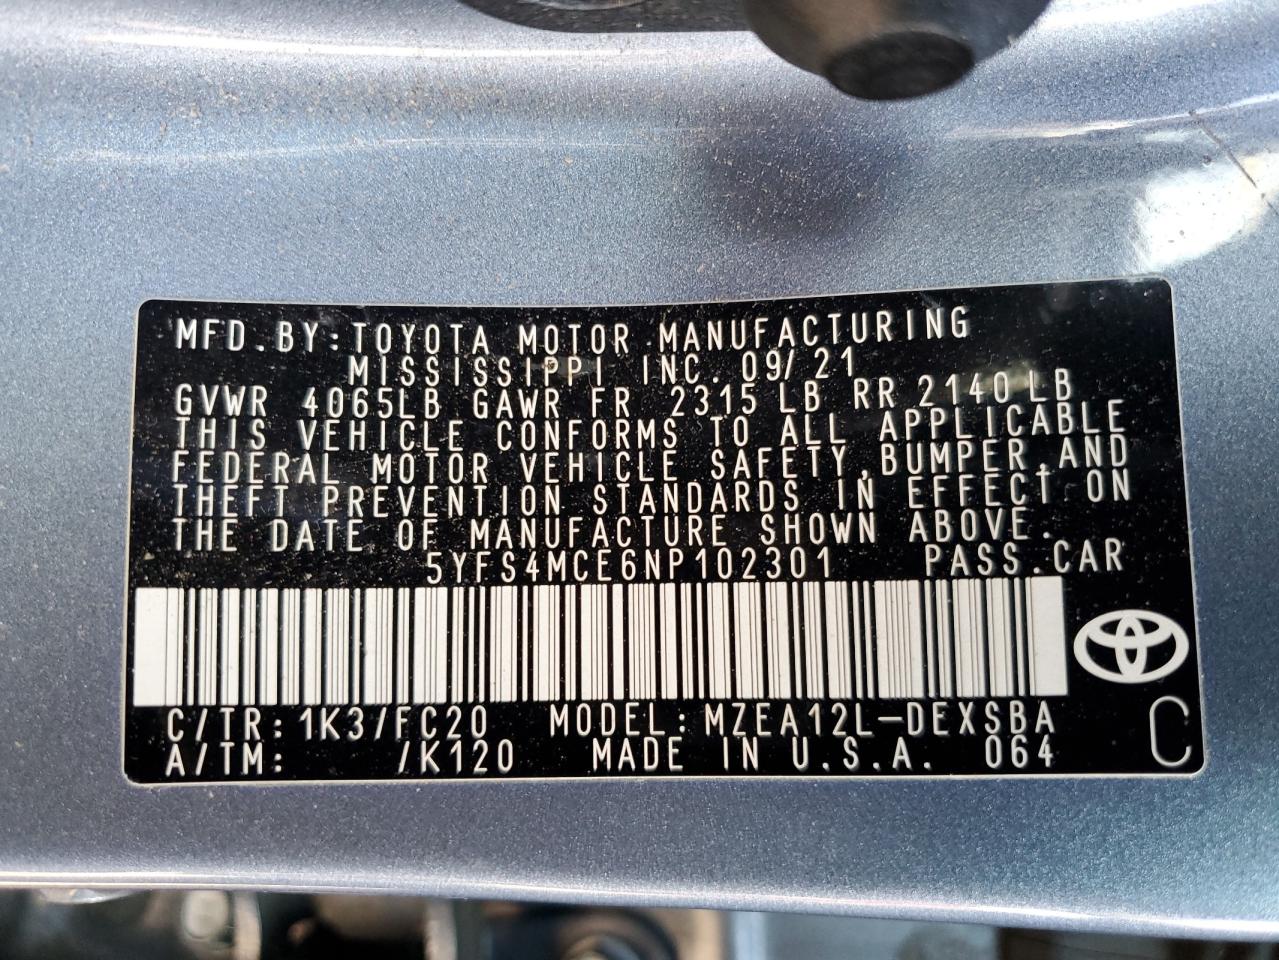 MFD.BY:TOYOTA MOTOR MANUFACTURING
MISSISSIPPI INC. 09/21
GVWR 4065LB GAWR FR 2315 LB RR 2140 LB
THIS VEHICLE CONFORMS TO ALL APPLICABLE
FEDERAL MOTOR VEHICLE SAFETY, BUMPER, AND
THEFT PREVENTION STANDARDS IN EFFECT ON
THE DATE OF MANUFACTURE SHOWN ABOVE.
5YFS4MCE6NP102301 PASS.CAR
C/TR: 1K3/FC20 MODEL: MZEA12L-DEXSBA
A/TM: /K120 MADE IN U.S.A. 064
C